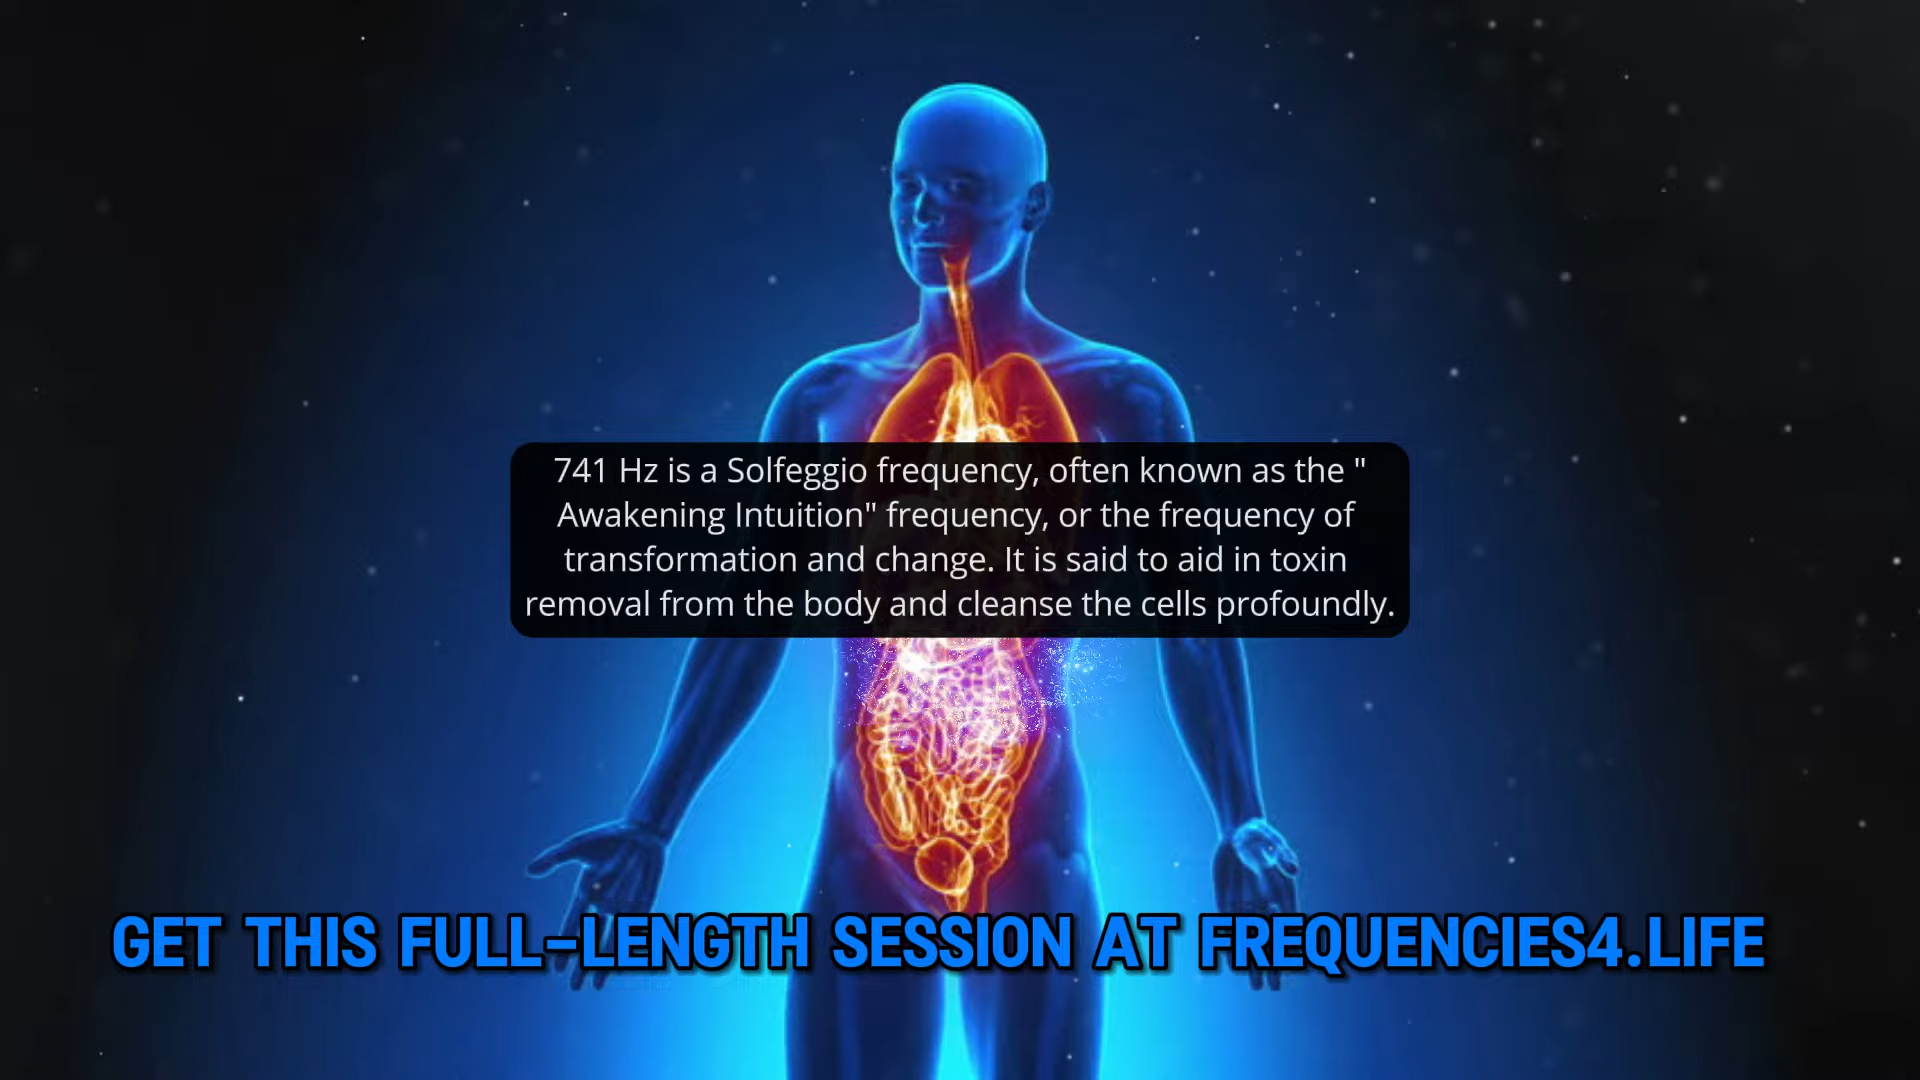 741 Hz is a Solfeggio frequency, often known as the "
Awakening Intuition" frequency, or the frequency of
transformation and change. It is said to aid in toxin
removal from the body and cleanse the cells profoundly.
GET THIS FULL-LENGTH SESSION AT FREQUENCIES4.LIFE